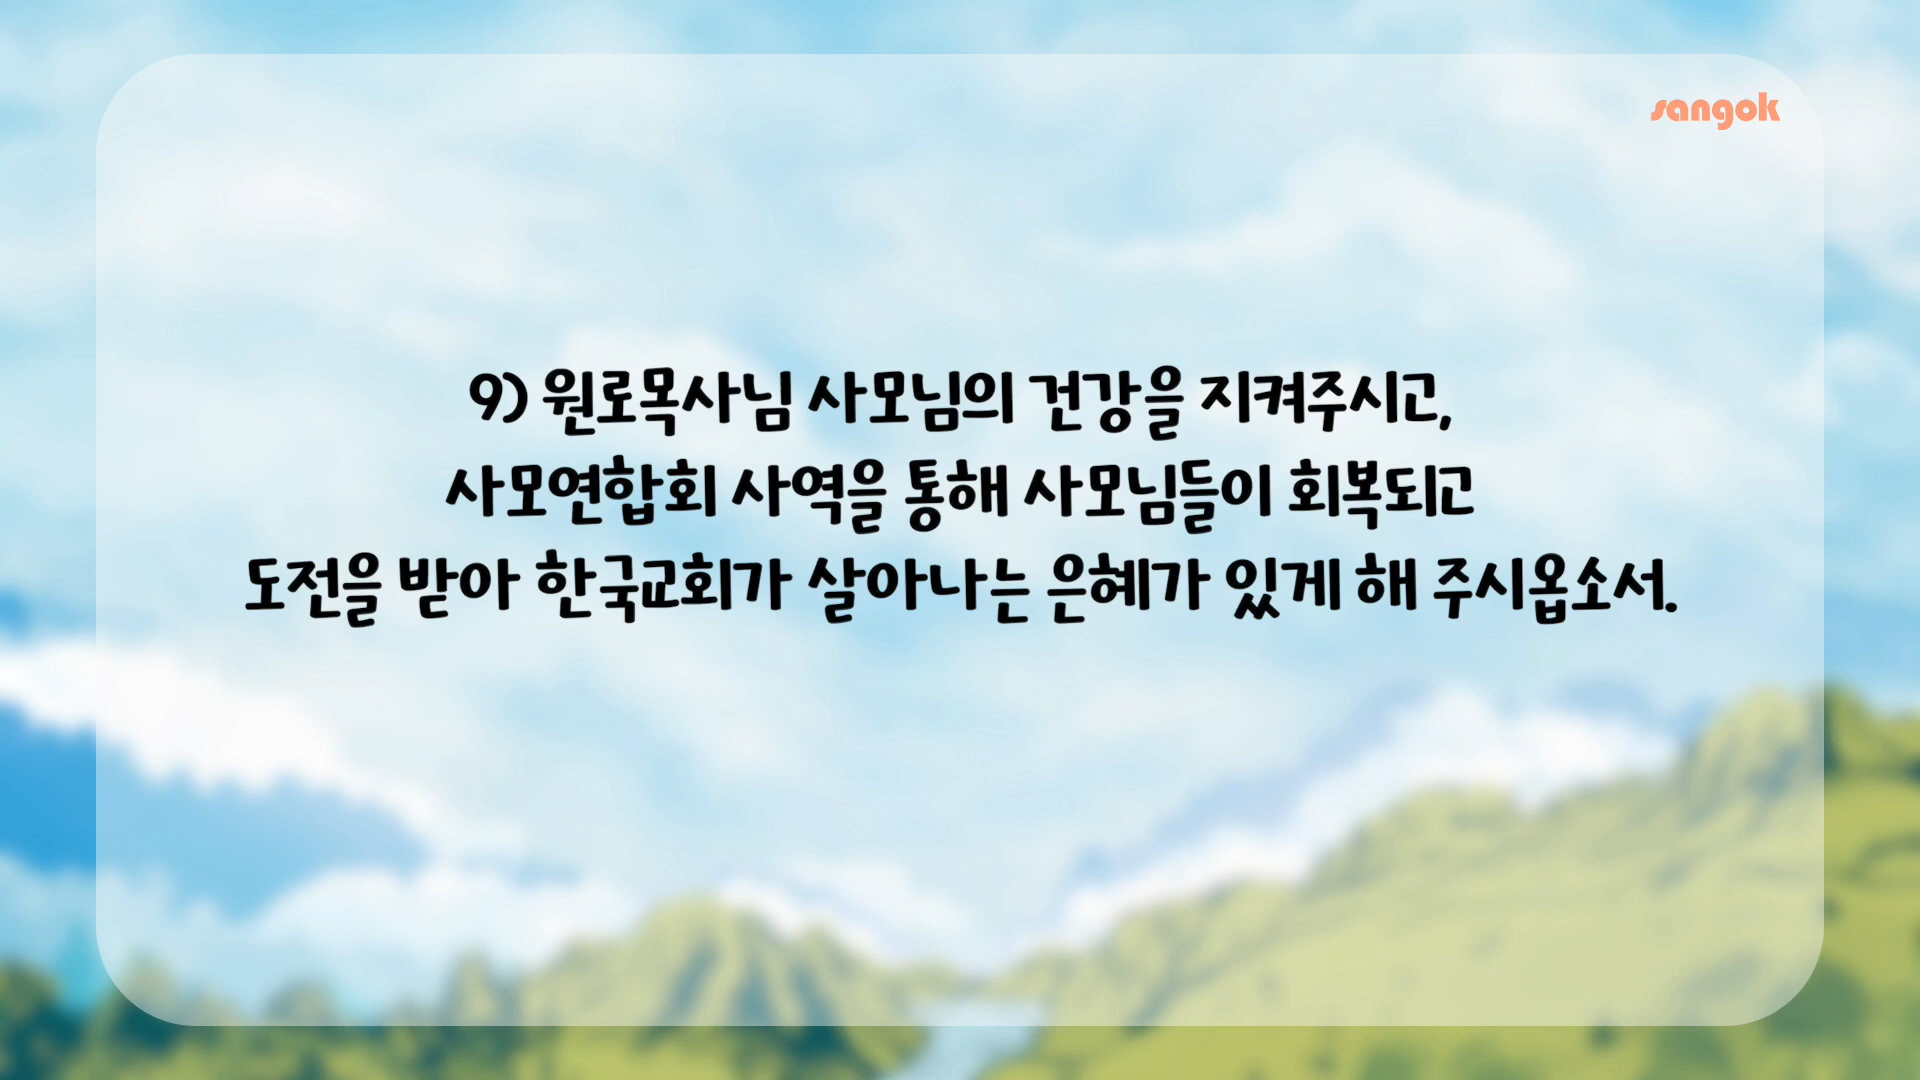 sangok
9) 원로목사님 사모님의 건강을 지켜주시고,
사모연합회 사역을 통해 사모님들이 회복되고
도전을 받아 한국교회가 살아나는 은혜가 있게 해 주시옵소서.